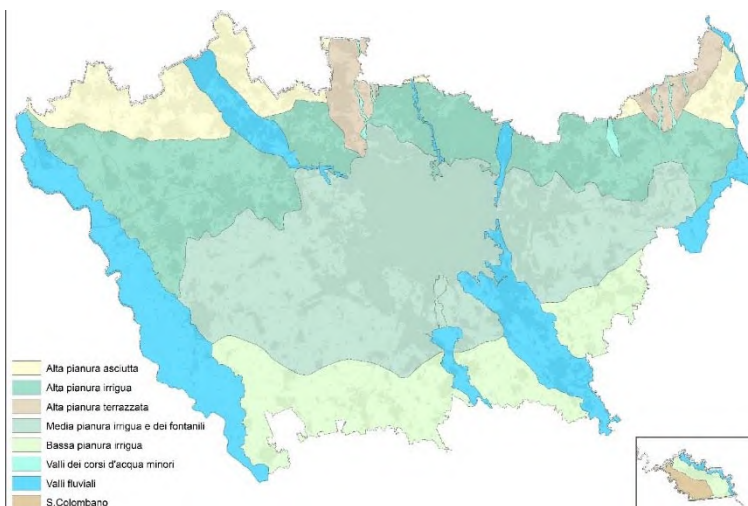 Alta pianura asciutta
Alta pianura irrigua
Alta pianura terrazzata
Media pianura irrigua e dei fontanili
Bassa pianura irrigua
Valli dei corsi d'acqua minori
Valli fluviali
S.Colombano